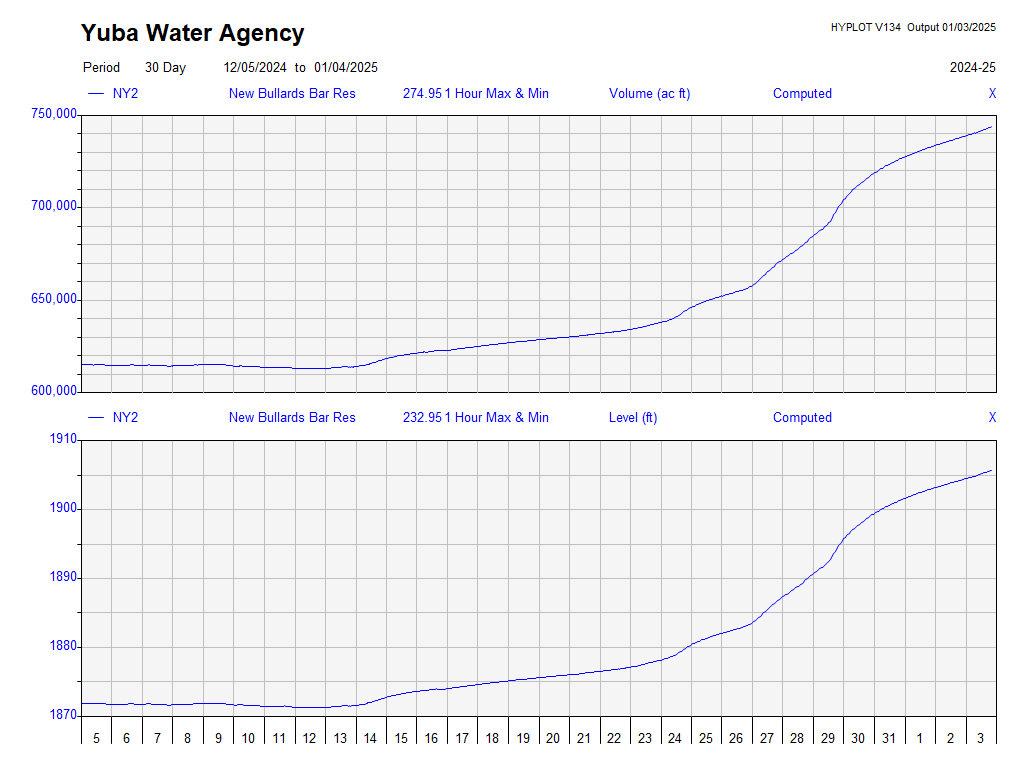 Yuba Water Agency
HYPLOT V134 Output 01/03/2025
Period 30 Day 12/05/2024 to 01/04/2025 2024-25
NY2 New Bullards Bar Res 274.95 1 Hour Max & Min Volume (ac ft) Computed X
750,000
700,000
650,000
600,000
NY2 New Bullards Bar Res 232.95 1 Hour Max & Min Level (ft) Computed X
1910
1900
1890
1880
1870
5 6 7 8 9 10 11 12 13 14 15 16 17 18 19 20 21 22 23 24 25 26 27 28 29 30 31 1 2 3